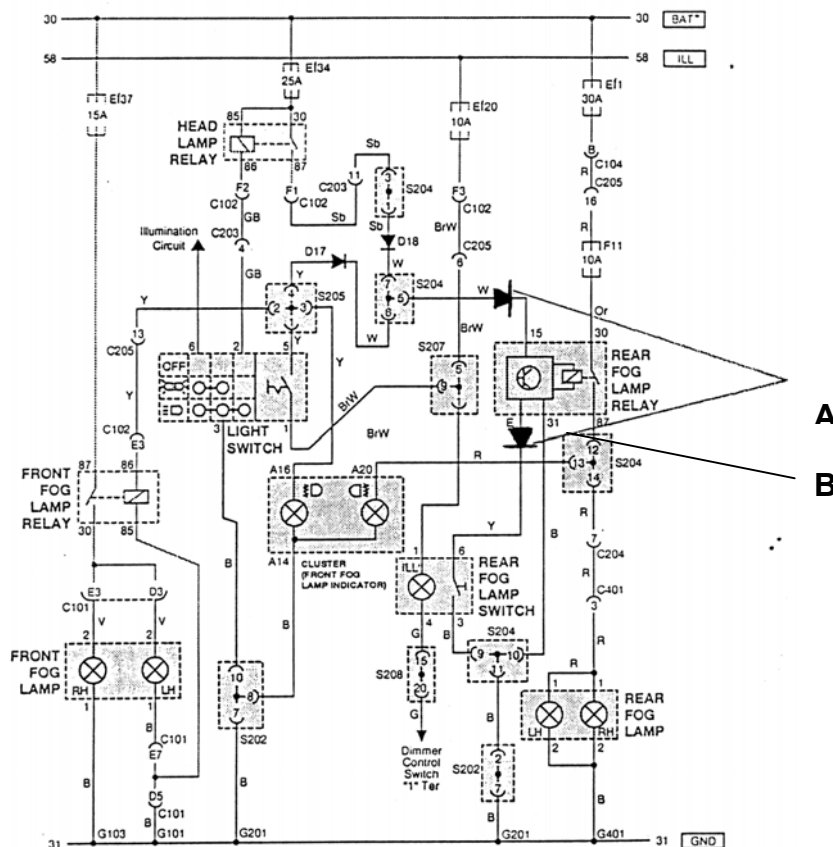 30 30 BAT+
58 58 ILL
Ef37
15A
Ef34
25A
Ef20
10A
Ef1
30A
HEAD
LAMP
RELAY
85 30
86 87
F2 C102
GB
C203
4
GB
F1 C102
Sb
11
C203
Sb
3
1
S204
Sb
D18
W
F3
C102
BrW
C205
6
BrW
B
C104
R
C205
16
R
F11
10A
Or
Illumination
Circuit
D17
Y
Y
13
C205
Y
C102
E3
4
2 3
1
S205
Y
Y
W
7
5
6
S204
W
15 30
E 31 87
REAR
FOG
LAMP
RELAY
6 2 5
OFF
3 1
LIGHT
SWITCH
BrW
BrW
S207
5
9
12
13
14
S204
R
A
B
87 86
30 85
FRONT
FOG
LAMP
RELAY
A16 A20
A14
CLUSTER
(FRONT FOG
LAMP INDICATOR)
B
B
1 6
ILL
4 3
REAR
FOG
LAMP
SWITCH
Y
B
R
7
C204
R
C401
3
R
E3 D3
C101
V V
2 2
RH LH
1 1
FRONT
FOG
LAMP
B
B
C101
E7
D5
C101
B
10
8
7
S202
B
G
15
20
S208
G
Dimmer
Control
Switch
"1" Ter
B
S204
9 10
11
B
2
7
S202
B
R
1 1
LH RH
2 2
REAR
FOG
LAMP
B
31 G103 G101 G201 G201 G401 31 GND